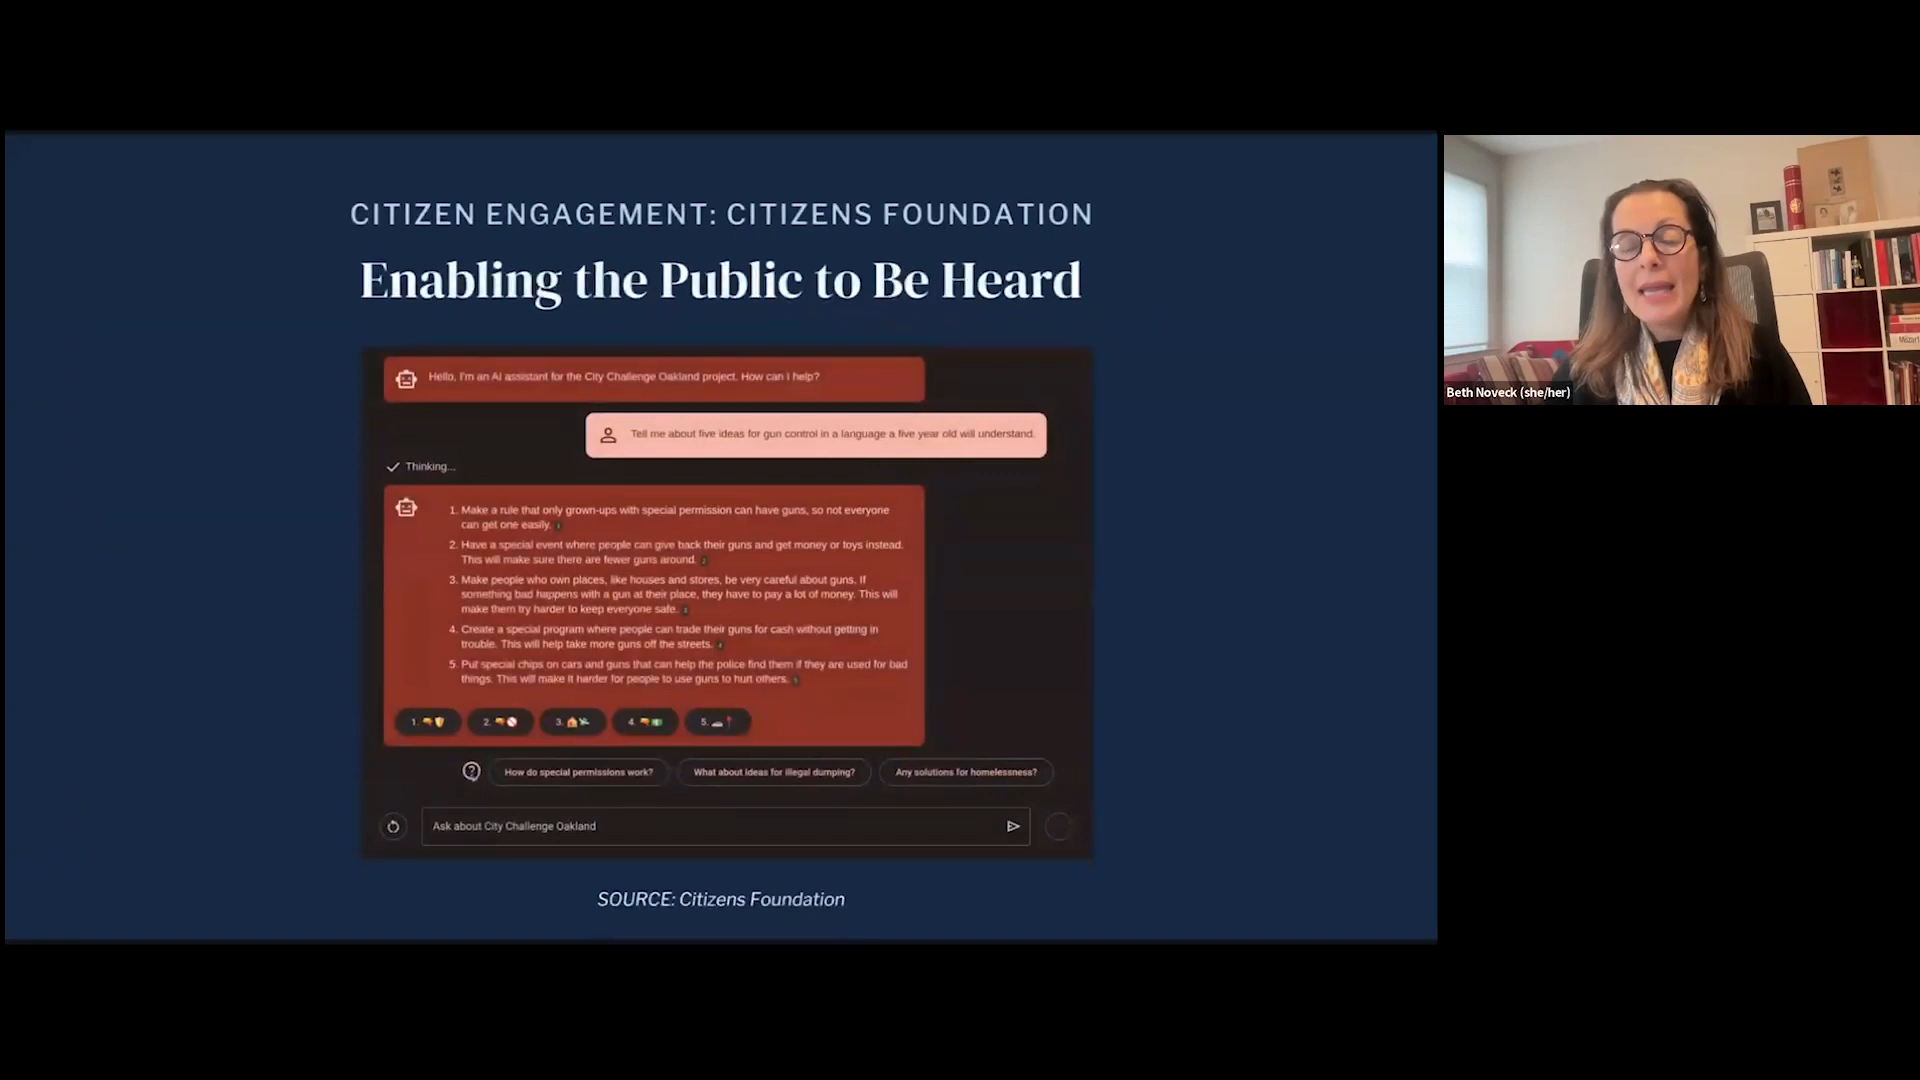 CITIZEN ENGAGEMENT: CITIZENS FOUNDATION
Enabling the Public to Be Heard
Hello, I'm an AI assistant for the City Challenge Oakland project. How can I help?
Tell me about five ideas for gun control in a language a five year old will understand.
Thinking...
1. Make a rule that only grown-ups with special permission can have guns, so not everyone
can get one easily. 1
2. Have a special event where people can give back their guns and get money or toys instead.
This will make sure there are fewer guns around. 2
3. Make people who own places, like houses and stores, be very careful about guns. If
something bad happens with a gun at their place, they have to pay a lot of money. This will
make them try harder to keep everyone safe. 3
4. Create a special program where people can trade their guns for cash without getting in
trouble. This will help take more guns off the streets. 4
5. Put special chips on cars and guns that can help the police find them if they are used for bad
things. This will make it harder for people to use guns to hurt others. 5
1. 2. 3. 4. 5.
How do special permissions work? What about ideas for illegal dumping? Any solutions for homelessness?
Ask about City Challenge Oakland
SOURCE: Citizens Foundation
Mozart
Beth Noveck (she/her)